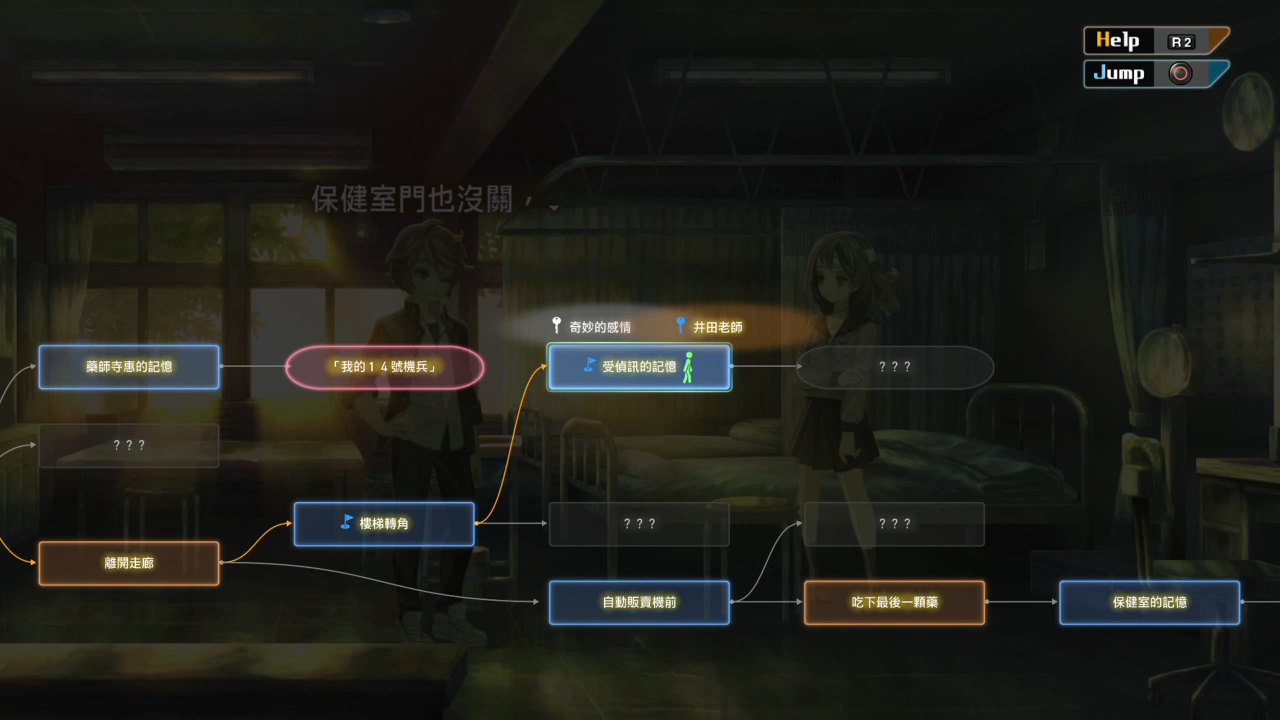 Help R2
Jump
保健室門也沒關，
奇妙的感情 井田老師
藥師寺惠的記憶
「我的14號機兵」
受偵訊的記憶
???
???
樓梯轉角
???
???
離開走廊
自動販賣機前
吃下最後一顆藥
保健室的記憶